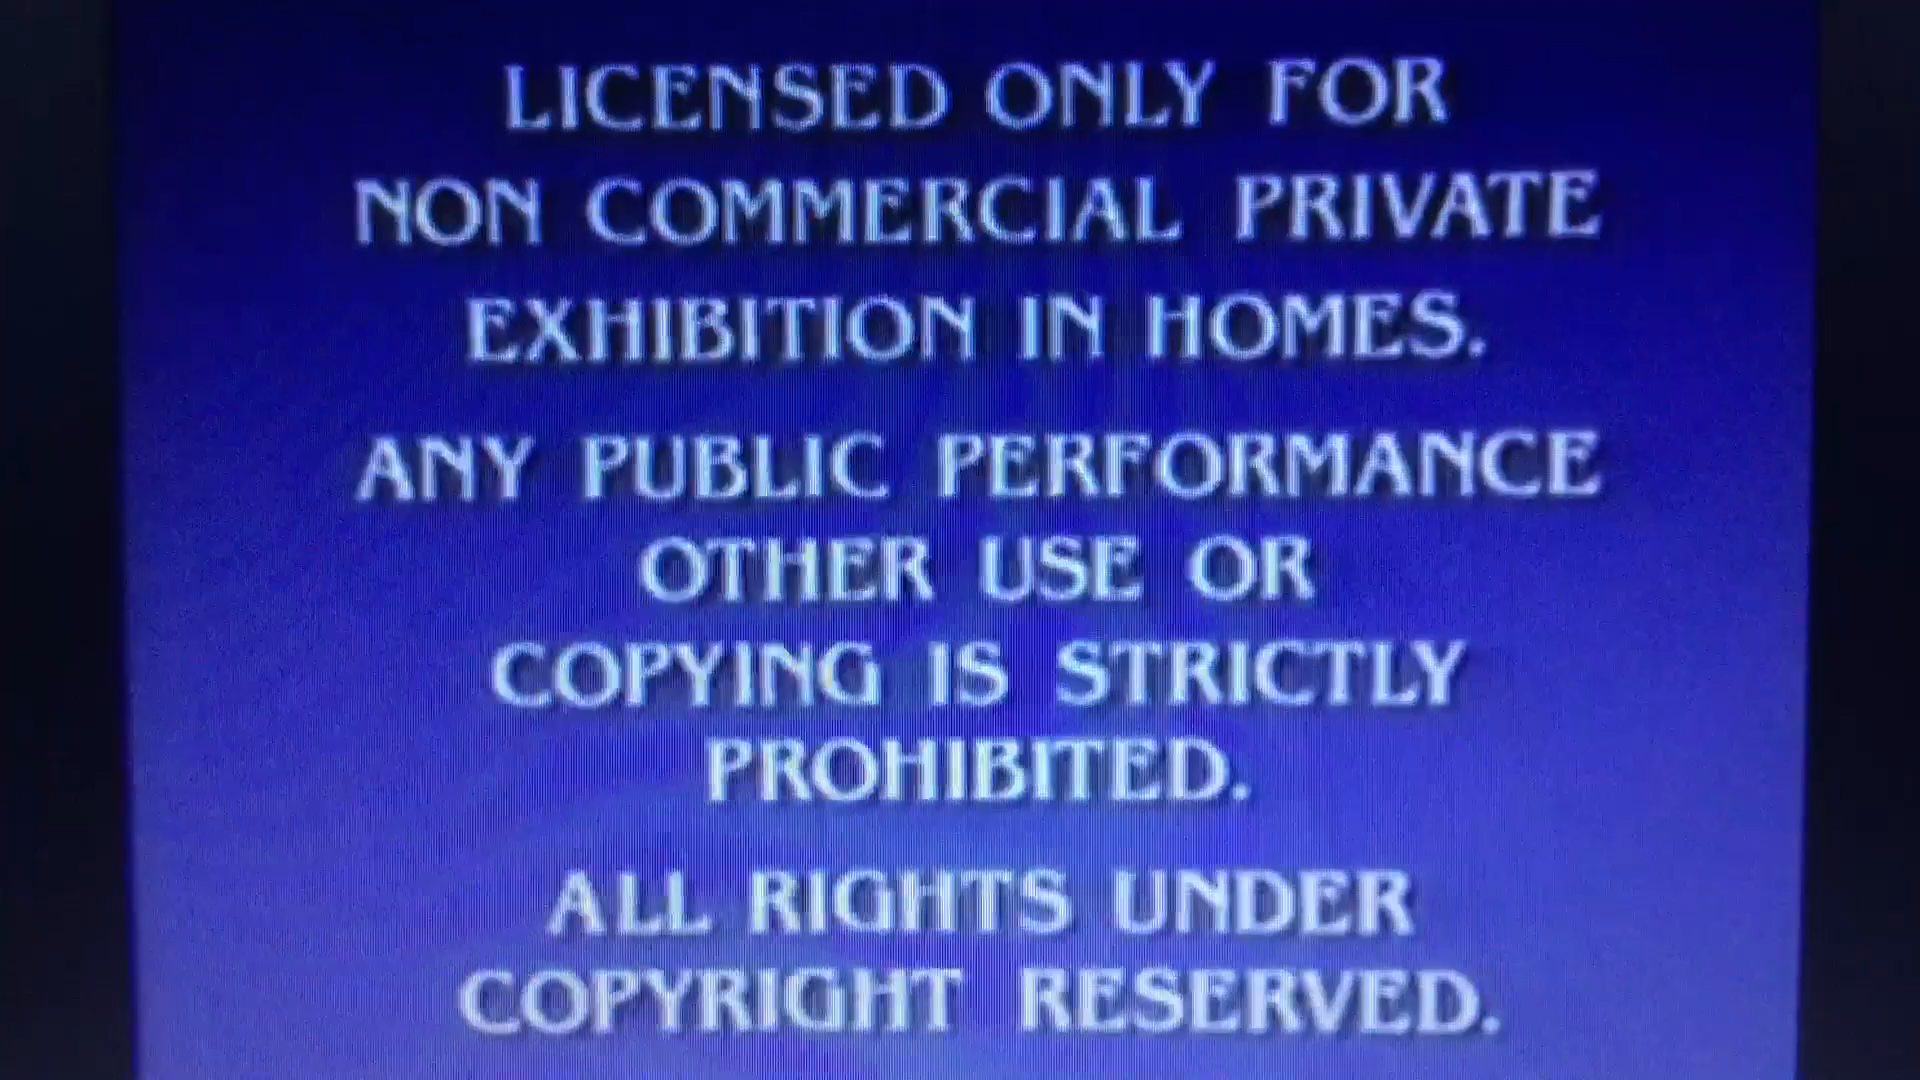 LICENSED ONLY FOR
NON COMMERCIAL PRIVATE
EXHIBITION IN HOMES.
ANY PUBLIC PERFORMANCE
OTHER USE OR
COPYING IS STRICTLY
PROHIBITED.
ALL RIGHTS UNDER
COPYRIGHT RESERVED.